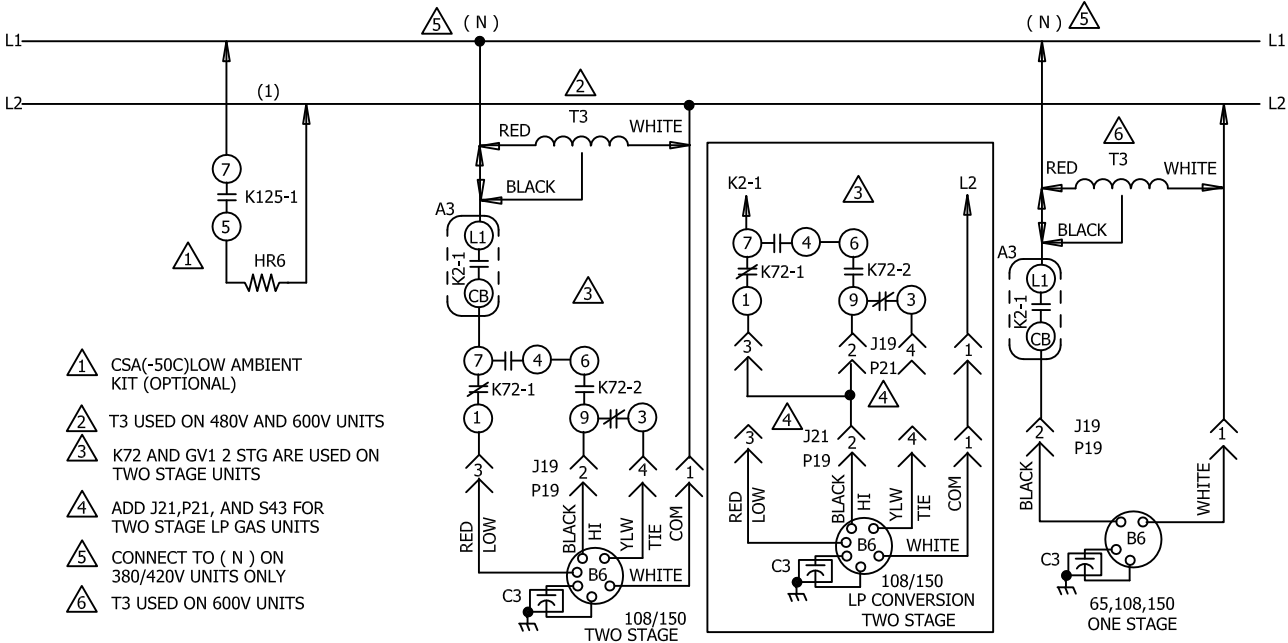 5 ( N ) ( N ) 5
L1 L1
(1) 2
L2 L2
T3 6
RED WHITE T3
7 RED WHITE
K125-1 BLACK K2-1 3 L2
5 A3 BLACK
1 HR6 L1 7 4 6 A3
K2-1 K72-1 K72-2 L1
CB 3 1 9 3 K2-1
CB
7 4 6 3 2 J19 4 1
K72-1 K72-2 P21
1 9 3 4 4
3 2 J19 4 1 3 J21 2 4 1 2 J19 1
P19 P19 P19
RED LOW BLACK HI YLW TIE COM RED LOW BLACK HI YLW TIE COM BLACK WHITE
B6 WHITE B6 WHITE B6
C3 C3 C3
108/150
TWO STAGE
108/150
LP CONVERSION
TWO STAGE
65,108,150
ONE STAGE
1 CSA(-50C)LOW AMBIENT
KIT (OPTIONAL)
2 T3 USED ON 480V AND 600V UNITS
3 K72 AND GV1 2 STG ARE USED ON
TWO STAGE UNITS
4 ADD J21,P21, AND S43 FOR
TWO STAGE LP GAS UNITS
5 CONNECT TO ( N ) ON
380/420V UNITS ONLY
6 T3 USED ON 600V UNITS